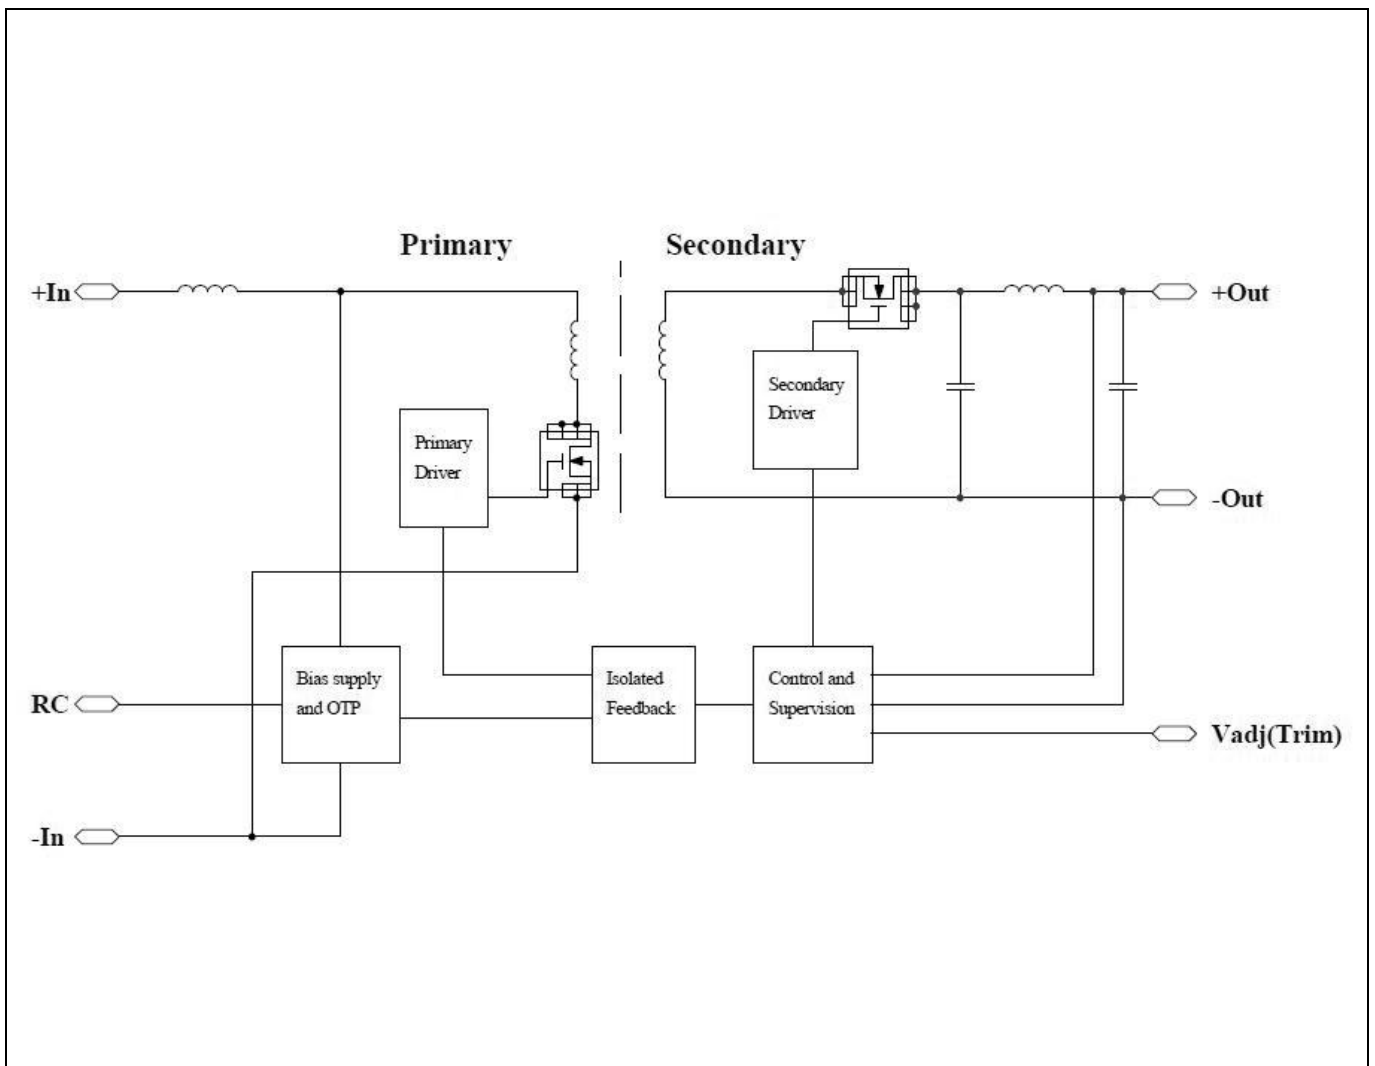 Primary
Secondary
+In
+Out
Secondary
Driver
Primary
Driver
-Out
Bias supply
and OTP
Isolated
Feedback
Control and
Supervision
RC
Vadj(Trim)
-In